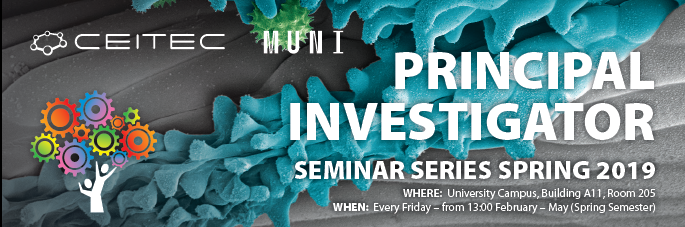 CEITEC MUNI
PRINCIPAL
INVESTIGATOR
SEMINAR SERIES SPRING 2019
WHERE: University Campus, Building A11, Room 205
WHEN: Every Friday – from 13:00 February – May (Spring Semester)